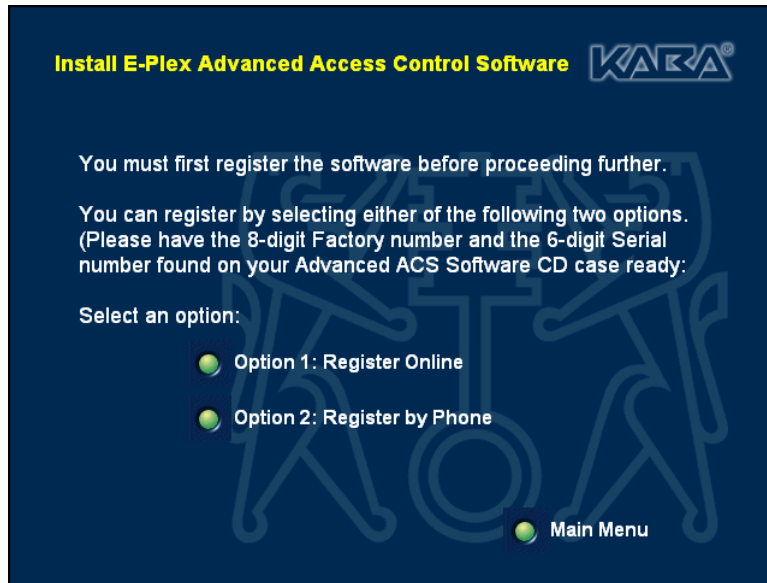 Install E-Plex Advanced Access Control Software
KABA®
You must first register the software before proceeding further.
You can register by selecting either of the following two options.
(Please have the 8-digit Factory number and the 6-digit Serial
number found on your Advanced ACS Software CD case ready:
Select an option:
Option 1: Register Online
Option 2: Register by Phone
Main Menu